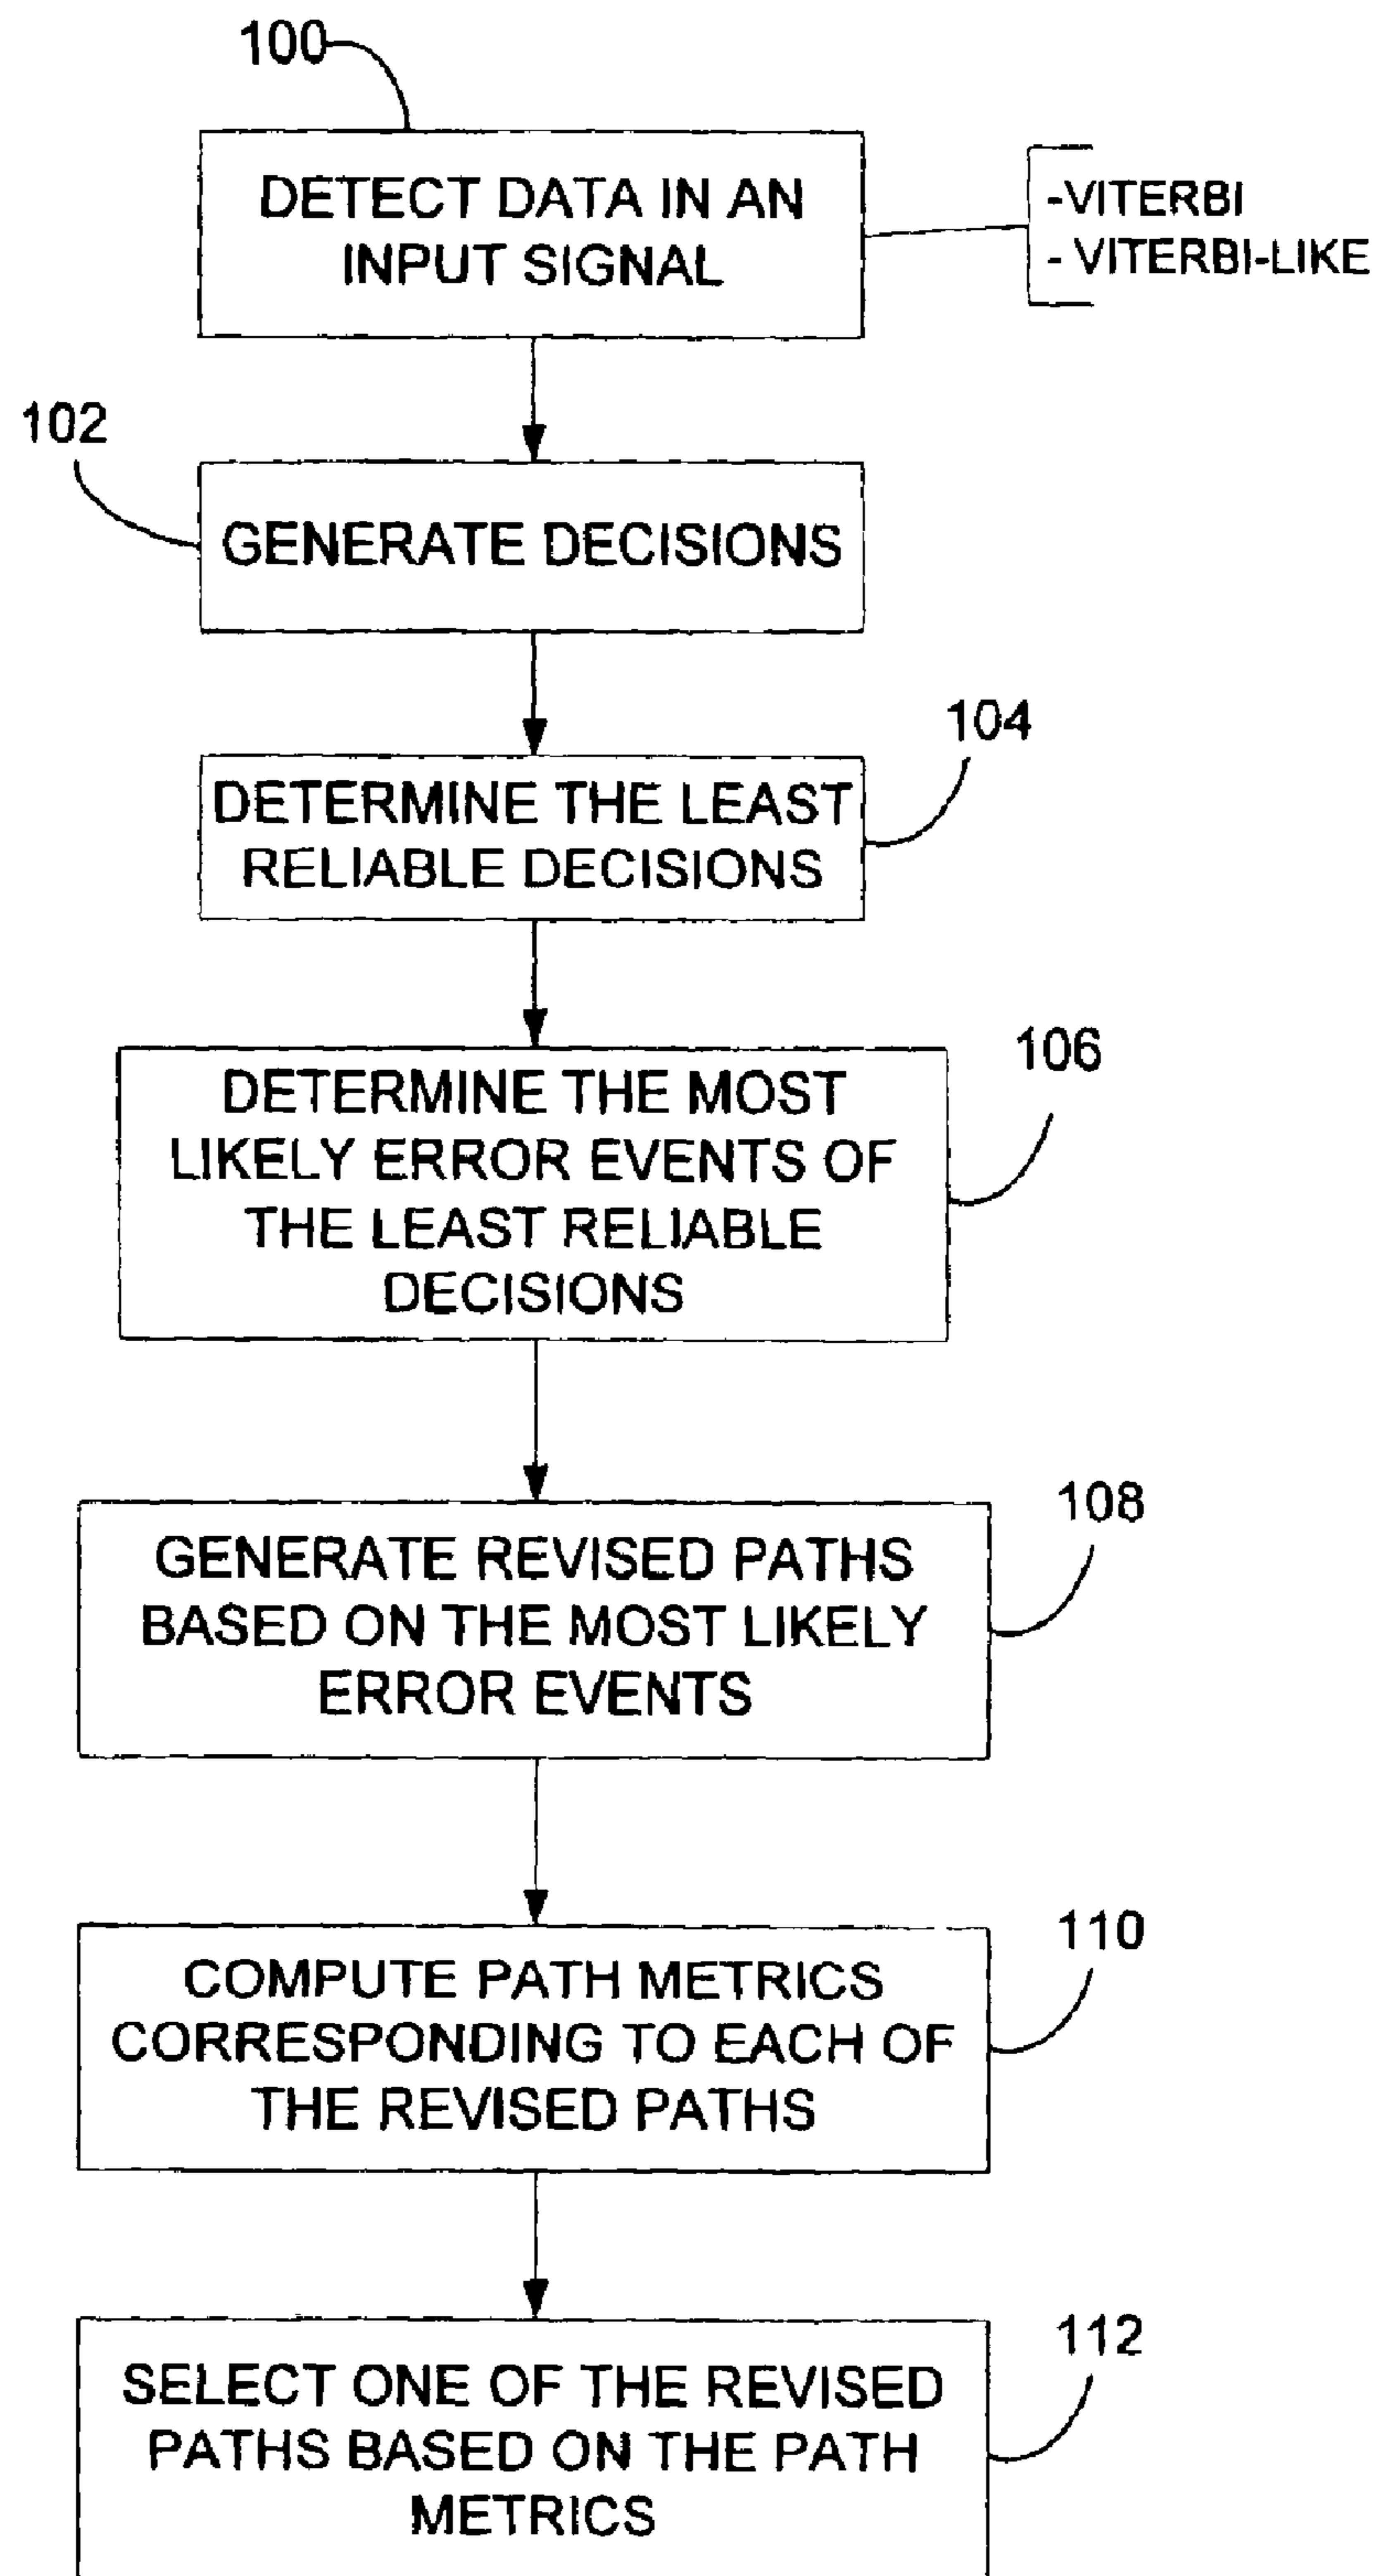 100
DETECT DATA IN AN
INPUT SIGNAL
-VITERBI
- VITERBI-LIKE
102
GENERATE DECISIONS
104
DETERMINE THE LEAST
RELIABLE DECISIONS
106
DETERMINE THE MOST
LIKELY ERROR EVENTS OF
THE LEAST RELIABLE
DECISIONS
108
GENERATE REVISED PATHS
BASED ON THE MOST LIKELY
ERROR EVENTS
110
COMPUTE PATH METRICS
CORRESPONDING TO EACH OF
THE REVISED PATHS
112
SELECT ONE OF THE REVISED
PATHS BASED ON THE PATH
METRICS